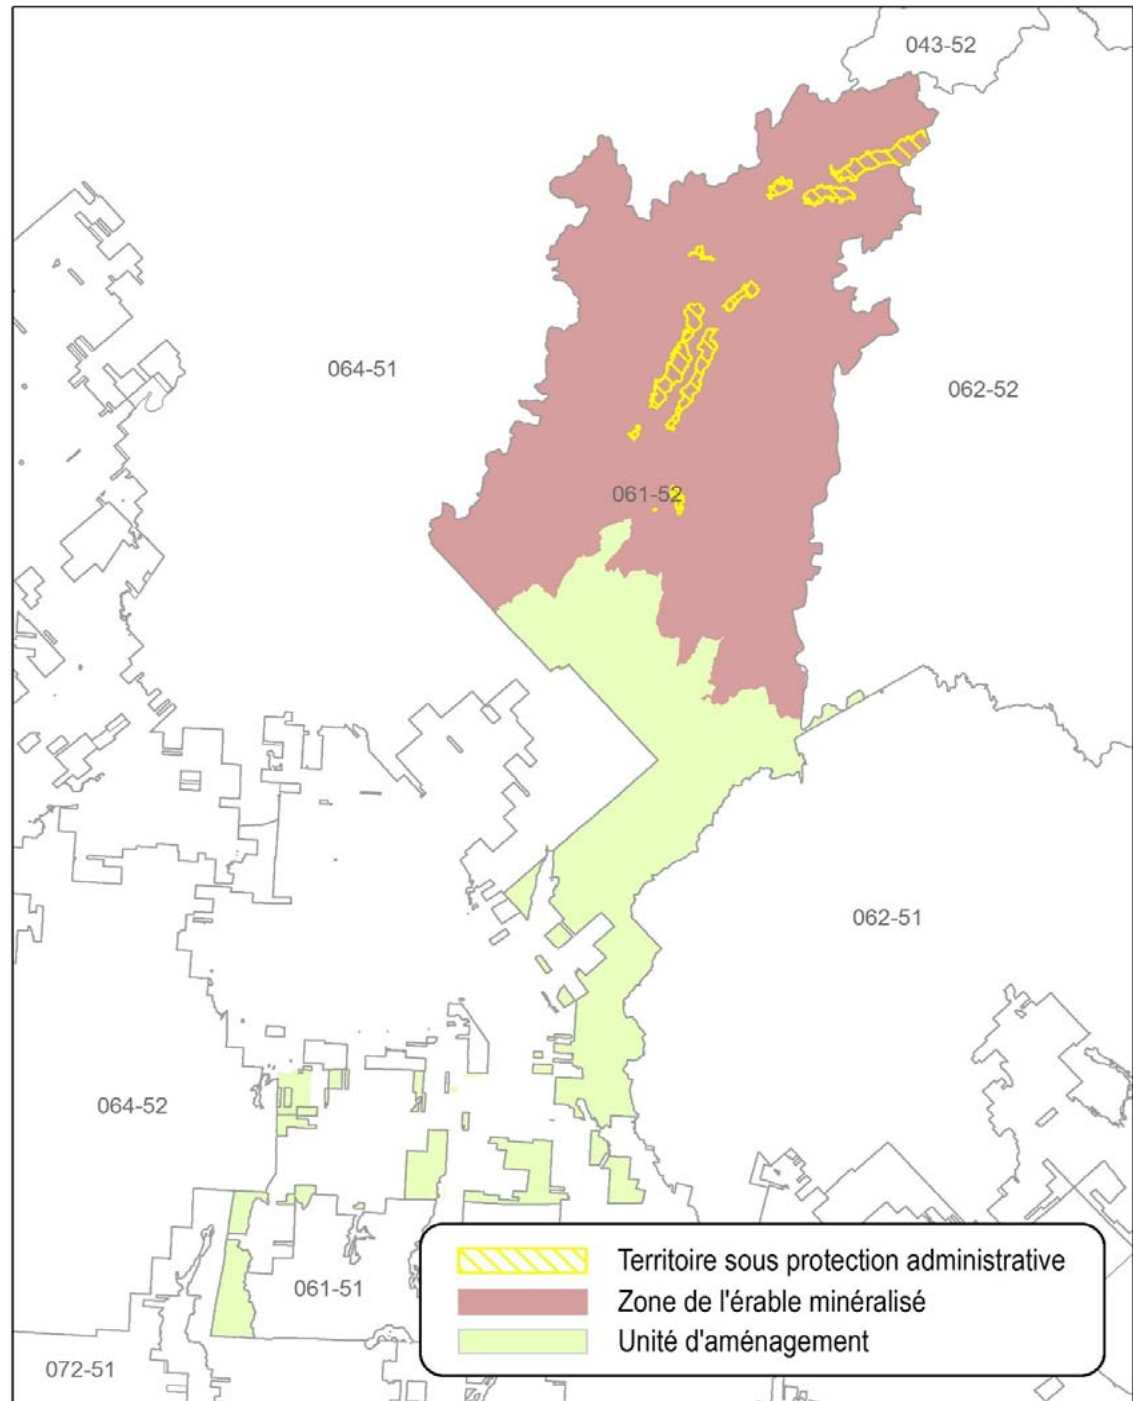 043-52
064-51
062-52
061-52
062-51
064-52
061-51
072-51
Territoire sous protection administrative
Zone de l'érable minéralisé
Unité d'aménagement